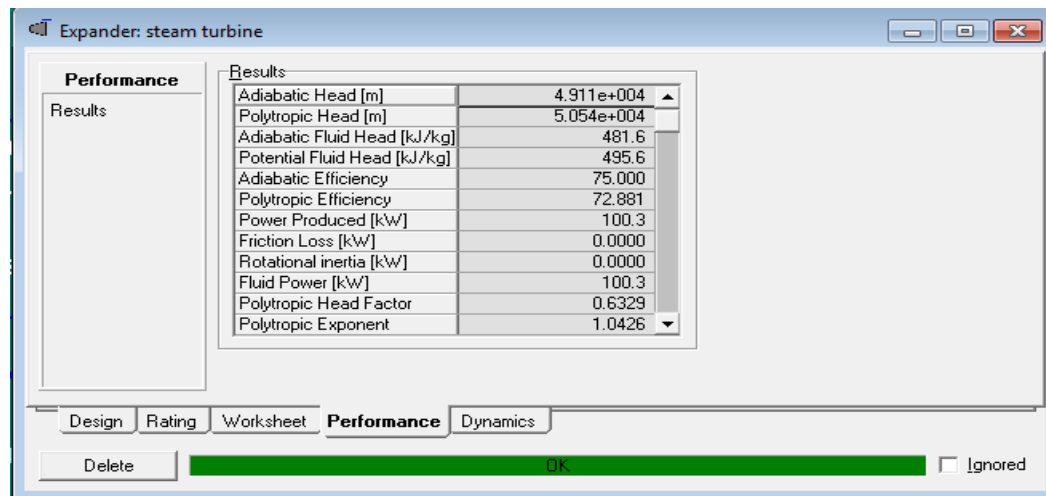 Expander: steam turbine
Performance
Results
Results
Adiabatic Head [m] 4.911e+004
Polytropic Head [m] 5.054e+004
Adiabatic Fluid Head [kJ/kg] 481.6
Potential Fluid Head [kJ/kg] 495.6
Adiabatic Efficiency 75.000
Polytropic Efficiency 72.881
Power Produced [kW] 100.3
Friction Loss [kW] 0.0000
Rotational inertia [kW] 0.0000
Fluid Power [kW] 100.3
Polytropic Head Factor 0.6329
Polytropic Exponent 1.0426
Design Rating Worksheet Performance Dynamics
Delete OK Ignored